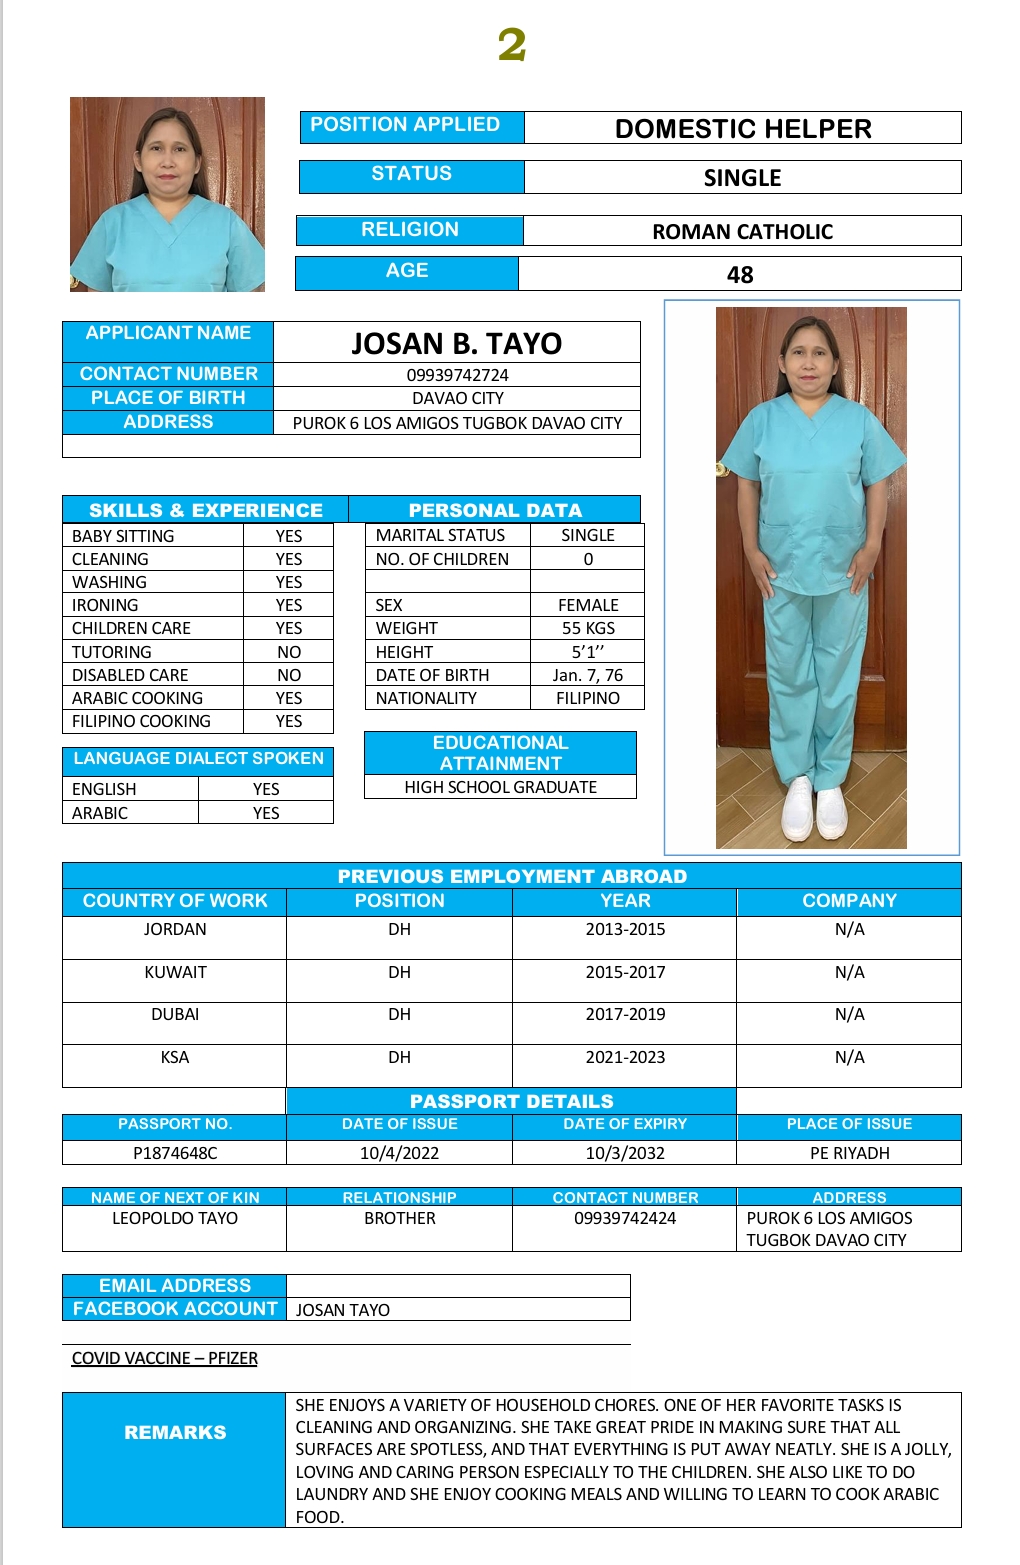 2
POSITION APPLIED DOMESTIC HELPER
STATUS SINGLE
RELIGION ROMAN CATHOLIC
AGE 48
APPLICANT NAME JOSAN B. TAYO
CONTACT NUMBER 09939742724
PLACE OF BIRTH DAVAO CITY
ADDRESS PUROK 6 LOS AMIGOS TUGBOK DAVAO CITY
SKILLS & EXPERIENCE PERSONAL DATA
BABY SITTING YES MARITAL STATUS SINGLE
CLEANING YES NO. OF CHILDREN 0
WASHING YES
IRONING YES SEX FEMALE
CHILDREN CARE YES WEIGHT 55 KGS
TUTORING NO HEIGHT 5’1’’
DISABLED CARE NO DATE OF BIRTH Jan. 7, 76
ARABIC COOKING YES NATIONALITY FILIPINO
FILIPINO COOKING YES
LANGUAGE DIALECT SPOKEN
ENGLISH YES
ARABIC YES
EDUCATIONAL
ATTAINMENT
HIGH SCHOOL GRADUATE
PREVIOUS EMPLOYMENT ABROAD
COUNTRY OF WORK POSITION YEAR COMPANY
JORDAN DH 2013-2015 N/A
KUWAIT DH 2015-2017 N/A
DUBAI DH 2017-2019 N/A
KSA DH 2021-2023 N/A
PASSPORT DETAILS
PASSPORT NO. DATE OF ISSUE DATE OF EXPIRY PLACE OF ISSUE
P1874648C 10/4/2022 10/3/2032 PE RIYADH
NAME OF NEXT OF KIN RELATIONSHIP CONTACT NUMBER ADDRESS
LEOPOLDO TAYO BROTHER 09939742424 PUROK 6 LOS AMIGOS
TUGBOK DAVAO CITY
EMAIL ADDRESS
FACEBOOK ACCOUNT JOSAN TAYO
COVID VACCINE – PFIZER
REMARKS
SHE ENJOYS A VARIETY OF HOUSEHOLD CHORES. ONE OF HER FAVORITE TASKS IS
CLEANING AND ORGANIZING. SHE TAKE GREAT PRIDE IN MAKING SURE THAT ALL
SURFACES ARE SPOTLESS, AND THAT EVERYTHING IS PUT AWAY NEATLY. SHE IS A JOLLY,
LOVING AND CARING PERSON ESPECIALLY TO THE CHILDREN. SHE ALSO LIKE TO DO
LAUNDRY AND SHE ENJOY COOKING MEALS AND WILLING TO LEARN TO COOK ARABIC
FOOD.